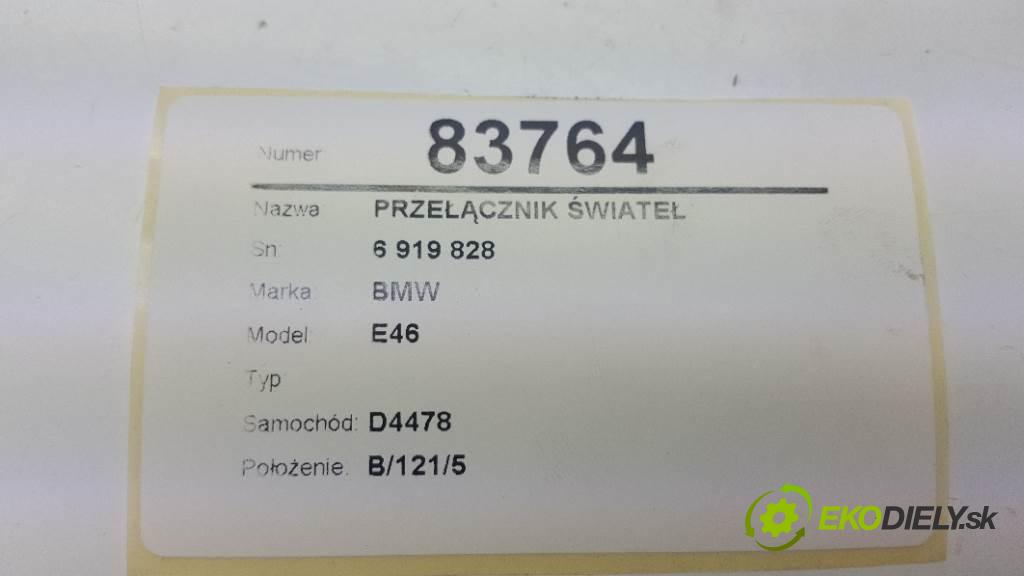 Numer: 83764
Nazwa: PRZEŁĄCZNIK ŚWIATEŁ
Sn: 6 919 828
Marka: BMW
Model: E46
Typ:
Samochód: D4478
Położenie: B/121/5
EKODIELY.sk